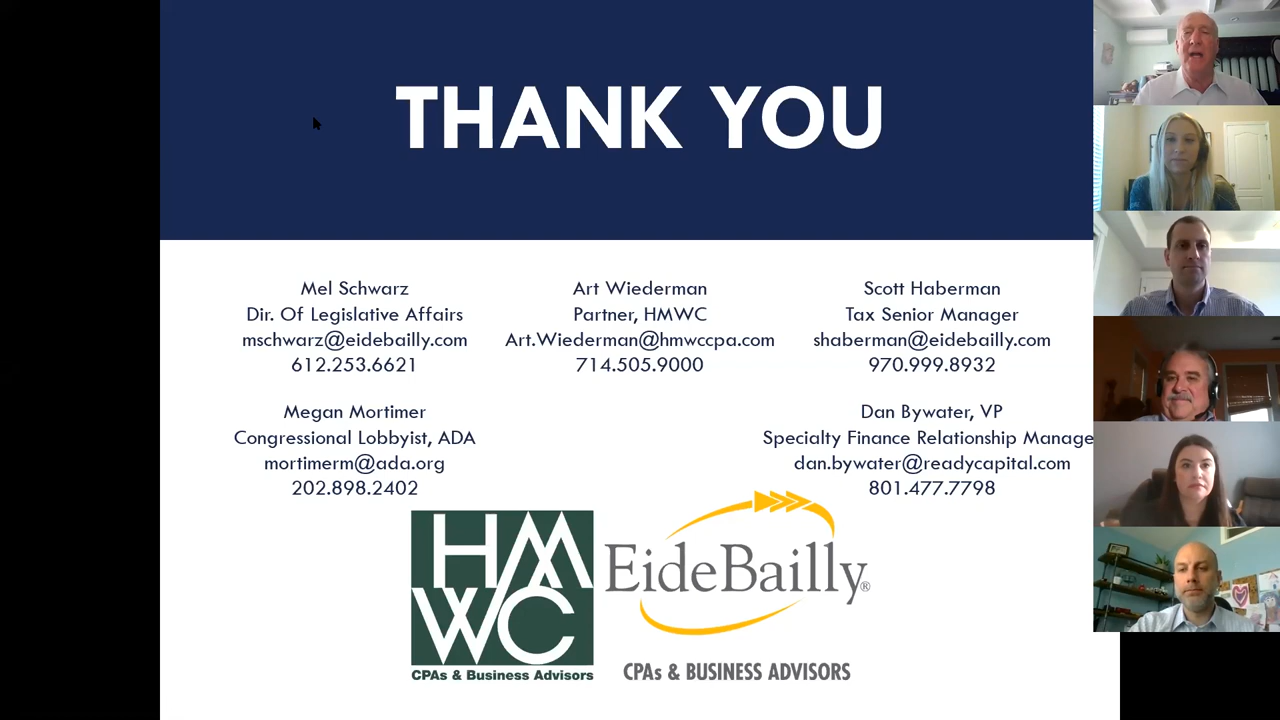 THANK YOU
Mel Schwarz
Dir. Of Legislative Affairs
mschwarz@eidebailly.com
612.253.6621
Art Wiederman
Partner, HMWC
Art.Wiederman@hmwccpa.com
714.505.9000
Scott Haberman
Tax Senior Manager
shaberman@eidebailly.com
970.999.8932
Megan Mortimer
Congressional Lobbyist, ADA
mortimerm@ada.org
202.898.2402
Dan Bywater, VP
Specialty Finance Relationship Manage
dan.bywater@readycapital.com
801.477.7798
HM
WC
CPAs & Business Advisors
EideBailly®
CPAs & BUSINESS ADVISORS